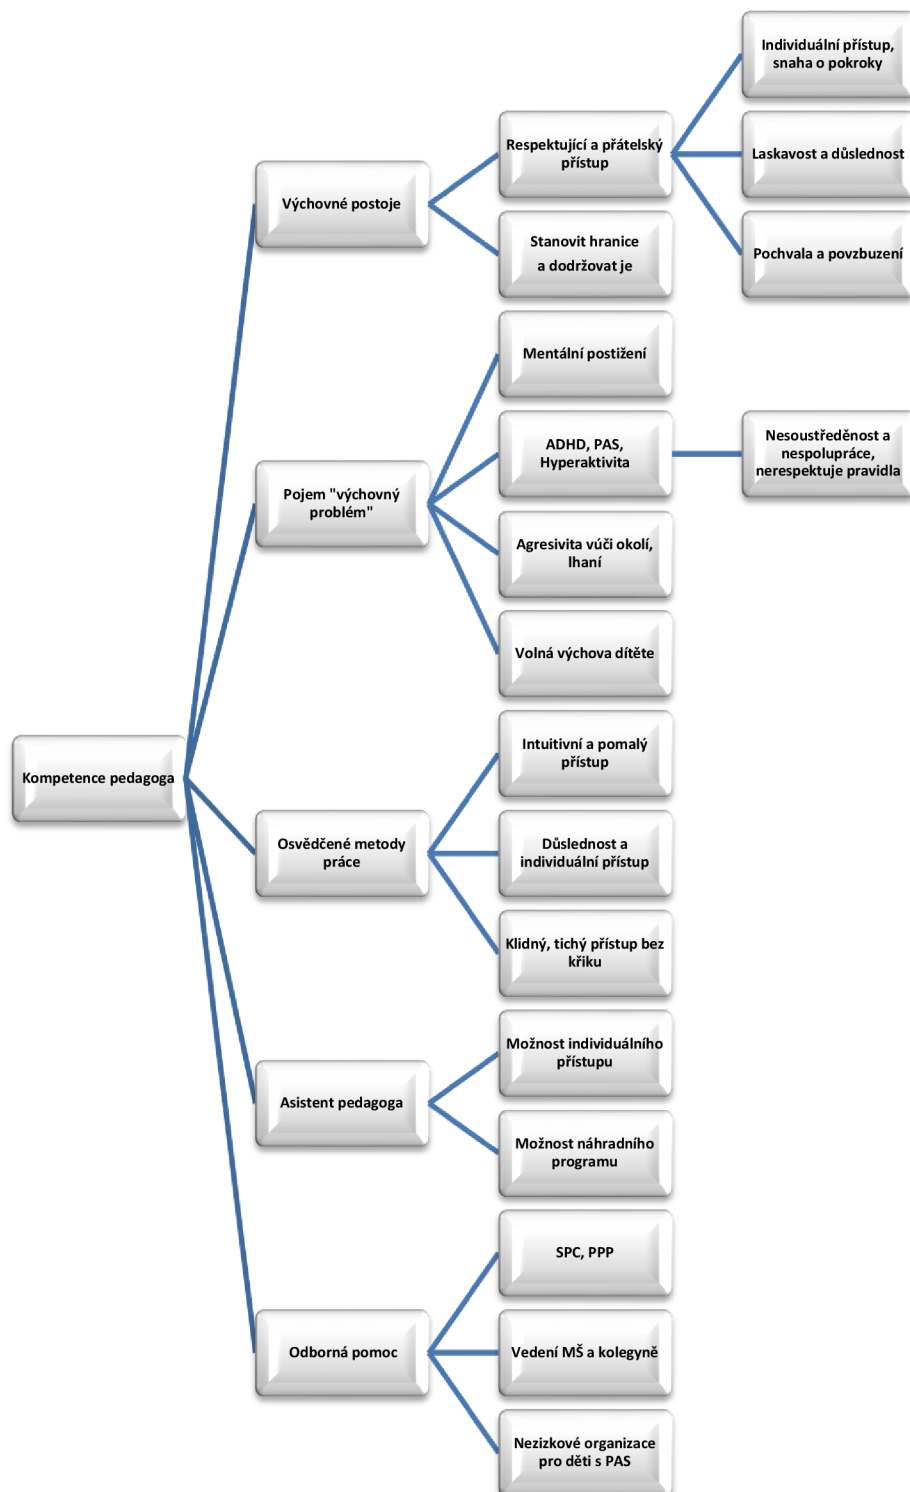 Kompetence pedagoga
Výchovné postoje
Respektující a přátelský
přístup
Individuální přístup,
snaha o pokroky
Laskavost a důslednost
Pochvala a povzbuzení
Stanovit hranice
a dodržovat je
Pojem "výchovný
problém"
Mentální postižení
ADHD, PAS,
Hyperaktivita
Nesoustředěnost a
nespolupráce,
nerespektuje pravidla
Agresivita vúči okolí,
lhaní
Volná výchova dítěte
Osvědčené metody
práce
Intuitivní a pomalý
přístup
Důslednost a
individuální přístup
Klidný, tichý přístup bez
křiku
Asistent pedagoga
Možnost individuálního
přístupu
Možnost náhradního
programu
Odborná pomoc
SPC, PPP
Vedení MŠ a kolegyně
Nezizkové organizace
pro děti s PAS